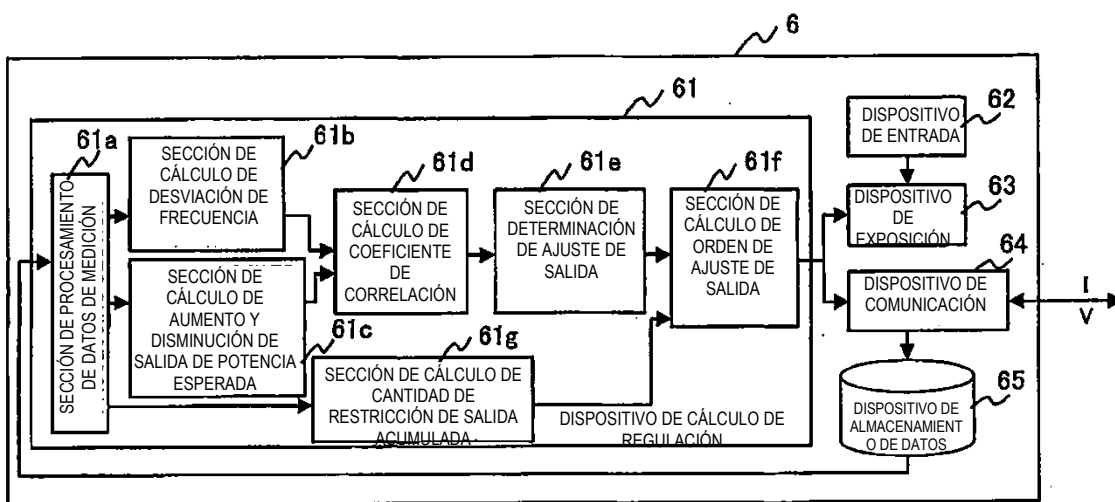 6
61
61a
SECCIÓN DE PROCESAMIENTO
DE DATOS DE MEDICIÓN
61b
SECCIÓN DE
CÁLCULO DE
DESVIACIÓN DE
FRECUENCIA
SECCIÓN DE
CÁLCULO DE
AUMENTO Y
DISMINUCIÓN DE
SALIDA DE POTENCIA
ESPERADA
61c
61d
SECCIÓN DE
CÁLCULO DE
COEFICIENTE
DE
CORRELACIÓN
61e
SECCIÓN DE
DETERMINACIÓN
DE AJUSTE DE
SALIDA
61f
SECCIÓN DE
CÁLCULO DE
ORDEN DE
AJUSTE DE
SALIDA
61g
SECCIÓN DE CÁLCULO DE
CANTIDAD DE
RESTRICCIÓN DE SALIDA
ACUMULADA
DISPOSITIVO DE CÁLCULO DE
REGULACIÓN
62
DISPOSITIVO
DE ENTRADA
63
DISPOSITIVO
DE
EXPOSICIÓN
64
DISPOSITIVO DE
COMUNICACIÓN
I
V
65
DISPOSITIVO DE
ALMACENAMIENT
O DE DATOS